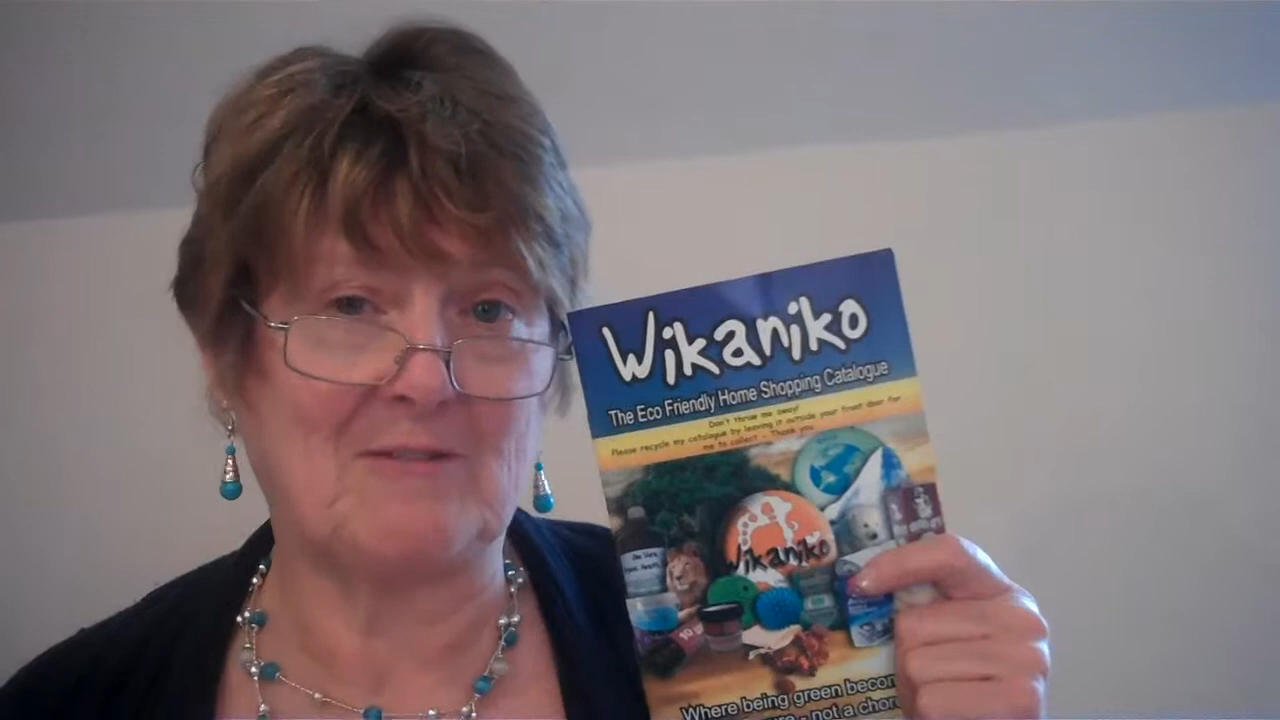 Wikaniko
The Eco Friendly Home Shopping Catalogue
Don't throw me away!
Please recycle my catalogue by leaving it outside your front door for
me to collect - Thank you
Wikaniko
Where being green becom
- not a chore